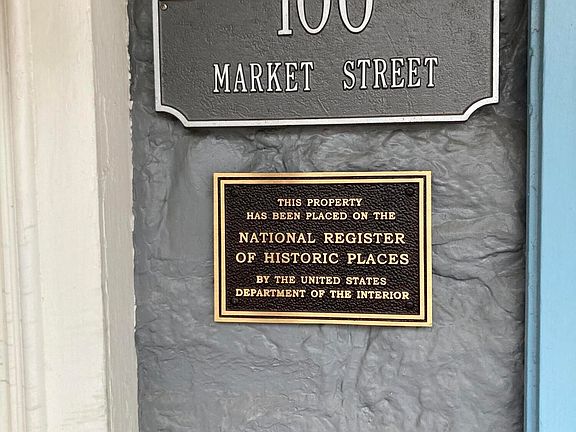 100
MARKET STREET
THIS PROPERTY
HAS BEEN PLACED ON THE
NATIONAL REGISTER
OF HISTORIC PLACES
BY THE UNITED STATES
DEPARTMENT OF THE INTERIOR